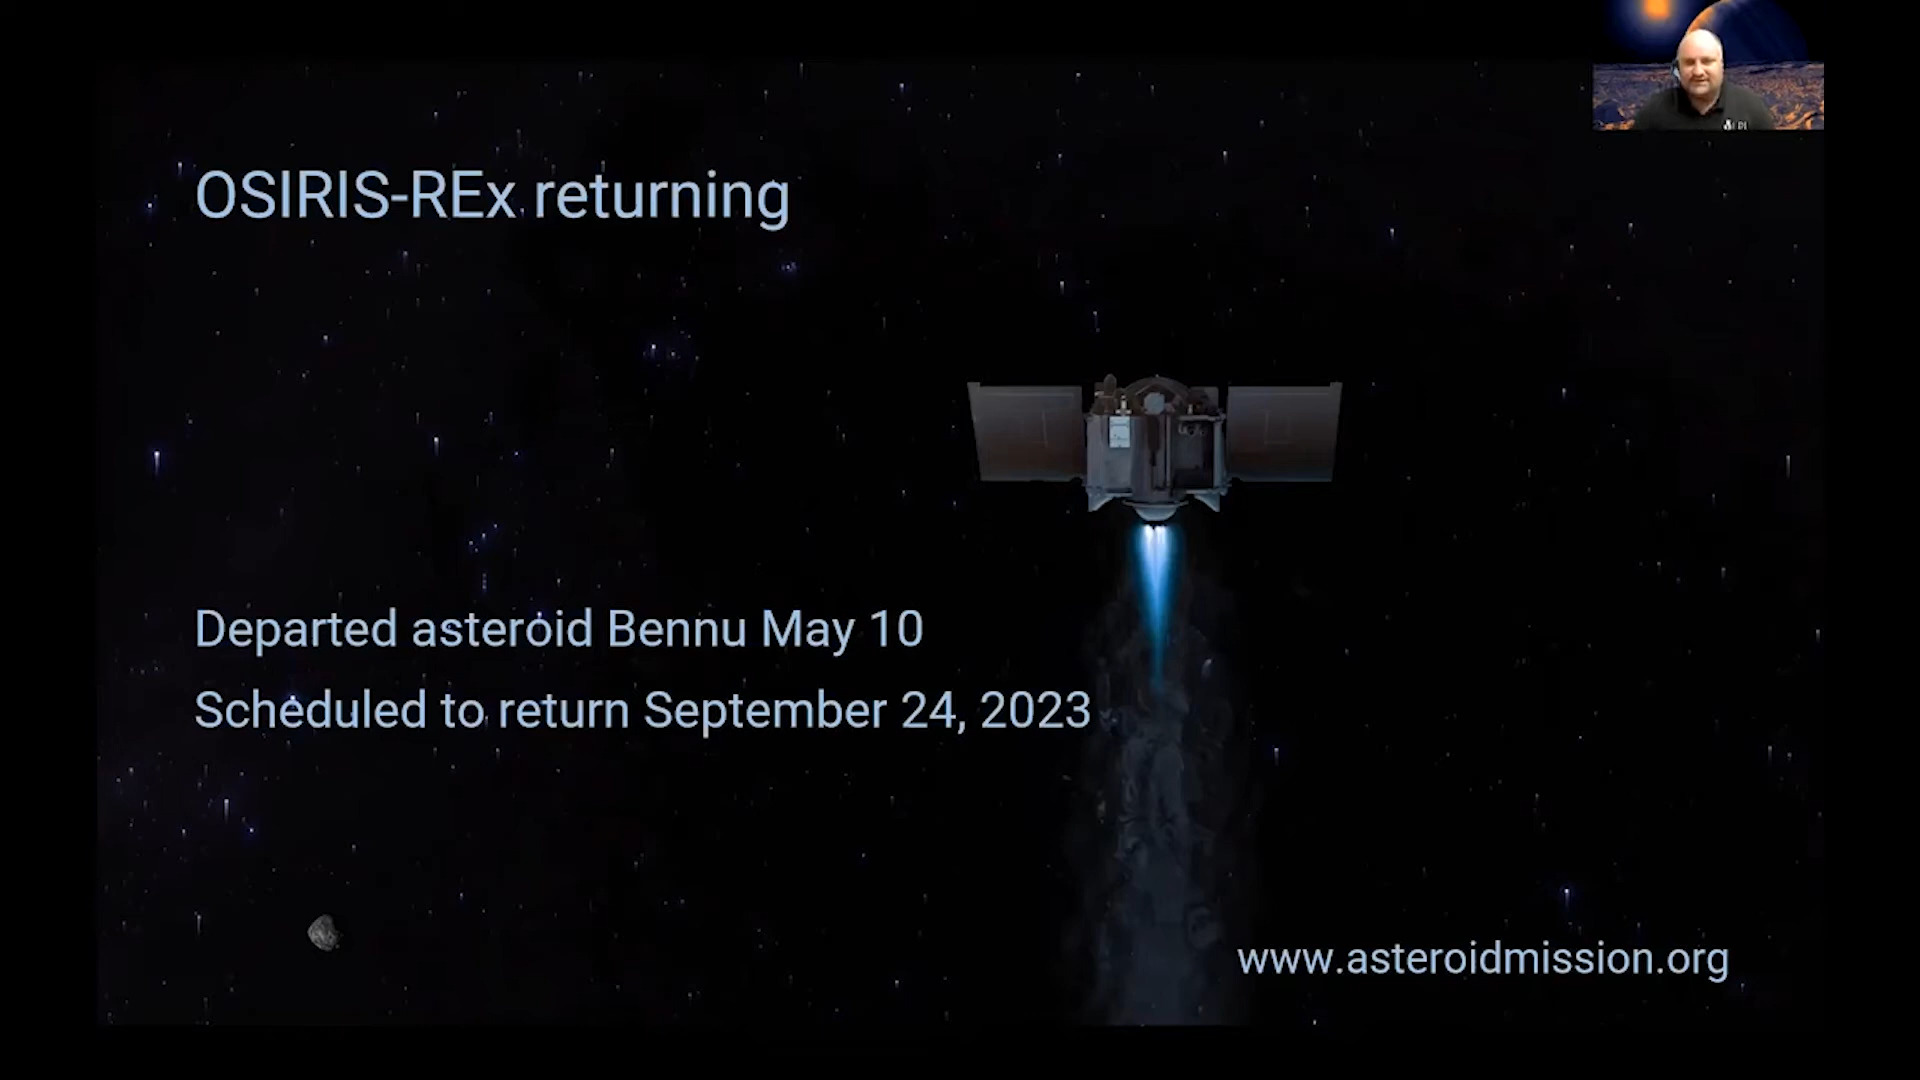 OSIRIS-REx returning
Departed asteroid Bennu May 10
Scheduled to return September 24, 2023
www.asteroidmission.org